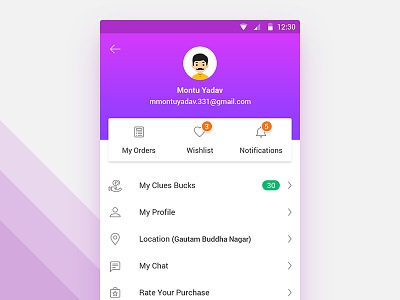 12:30
Montu Yadav
mmontuyadav.331@gmail.com
3
5
My Orders
Wishlist
Notifications
My Clues Bucks
30
My Profile
Location (Gautam Buddha Nagar)
My Chat
Rate Your Purchase